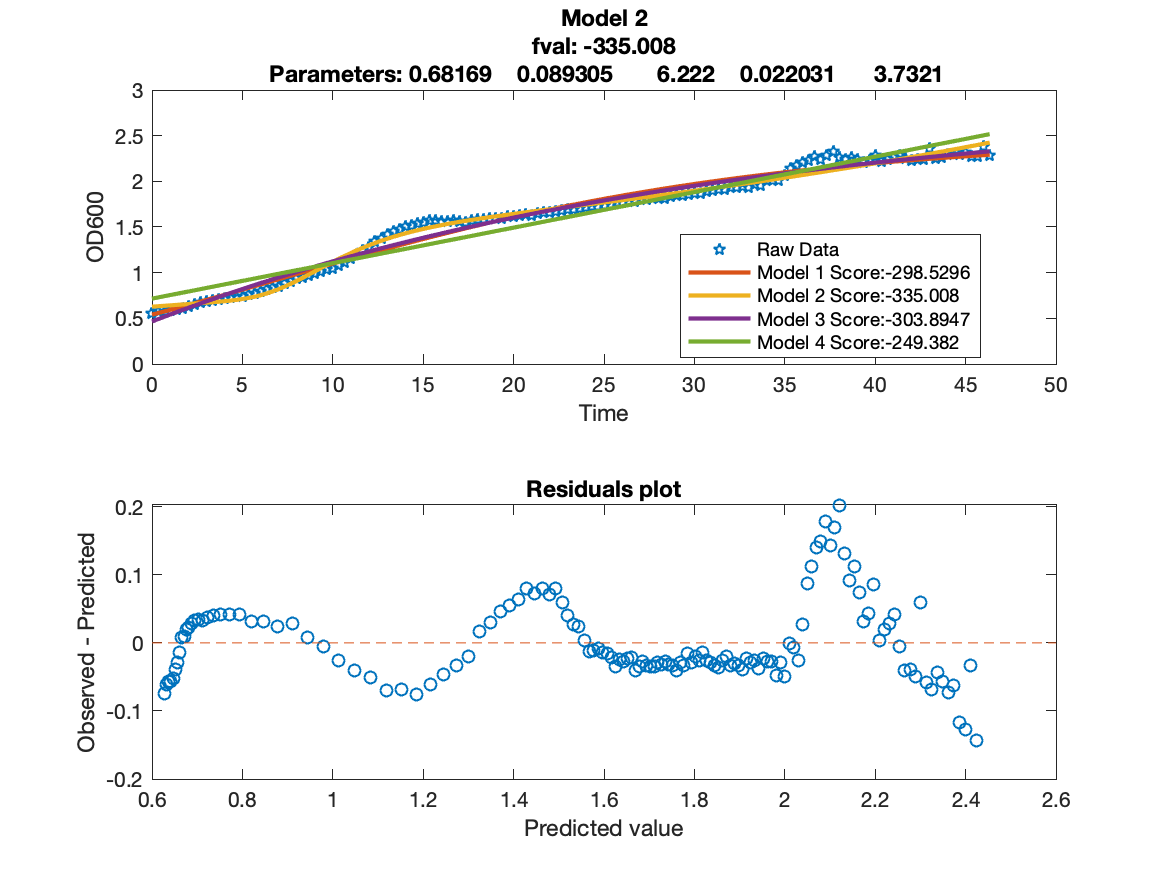 Model 2
fval: -335.008
Parameters: 0.68169 0.089305 6.222 0.022031 3.7321
3
2.5
2
1.5
1
0.5
0
OD600
Raw Data
Model 1 Score:-298.5296
Model 2 Score:-335.008
Model 3 Score:-303.8947
Model 4 Score:-249.382
0 5 10 15 20 25 30 35 40 45 50
Time
Residuals plot
0.2
0.1
0
-0.1
-0.2
Observed - Predicted
0.6 0.8 1 1.2 1.4 1.6 1.8 2 2.2 2.4 2.6
Predicted value